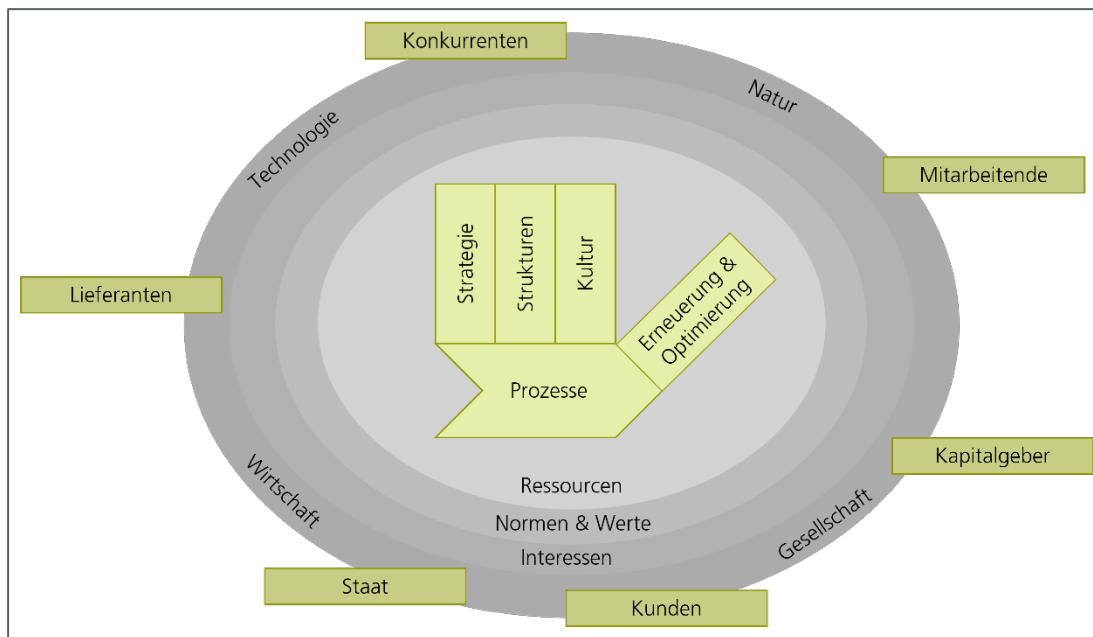 Konkurrenten
Natur
Technologie
Mitarbeitende
Strategie
Strukturen
Kultur
Erneuerung &
Optimierung
Lieferanten
Prozesse
Kapitalgeber
Ressourcen
Wirtschaft
Normen & Werte
Gesellschaft
Interessen
Staat
Kunden